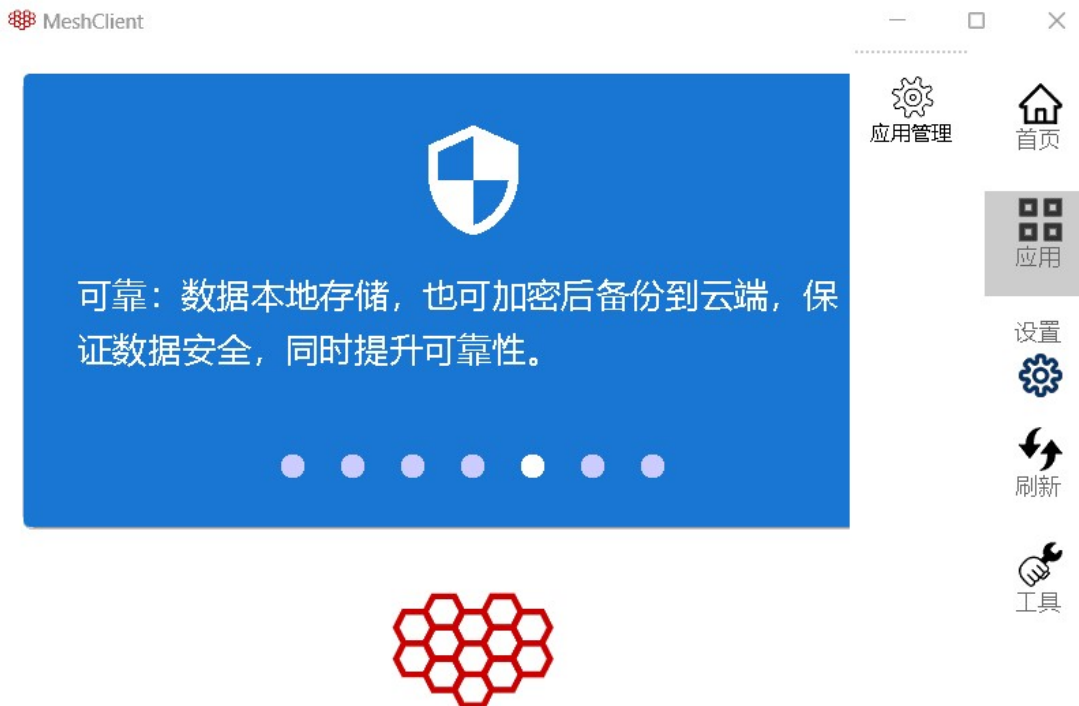 MeshClient
可靠：数据本地存储，也可加密后备份到云端，保
证数据安全，同时提升可靠性。
应用管理
首页
应用
设置
刷新
工具